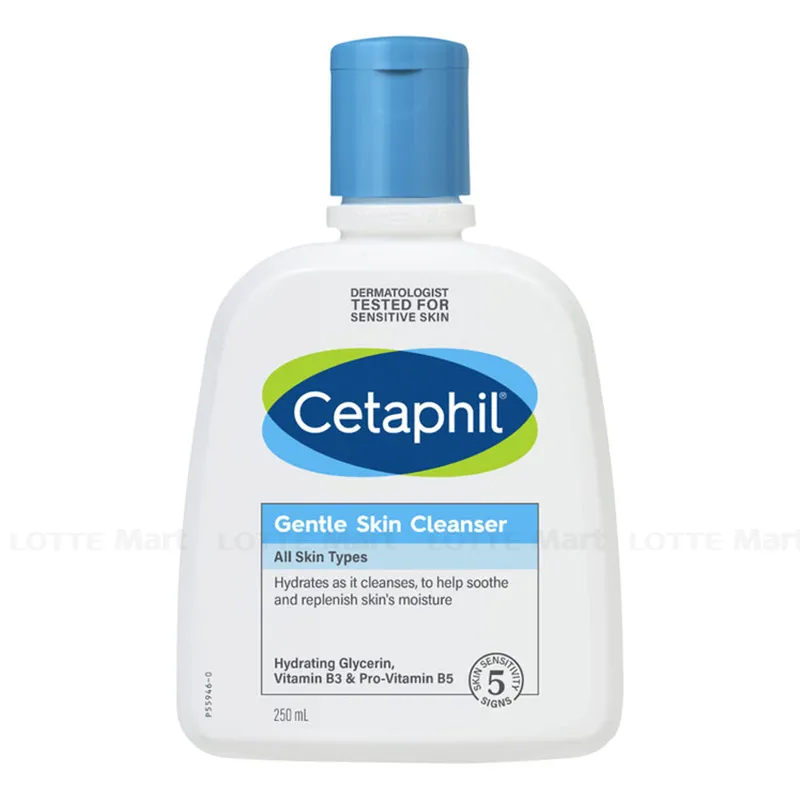 DERMATOLOGIST
TESTED FOR
SENSITIVE SKIN
Cetaphil®
Gentle Skin Cleanser
LOTTE Mart LOTTE Mart LOTTE Mart LOTTE Mart
All Skin Types
Hydrates as it cleanses, to help soothe
and replenish skin's moisture
Hydrating Glycerin,
Vitamin B3 & Pro-Vitamin B5
SKIN SENSITIVITY
5
SIGNS
250 mL
P55946-0